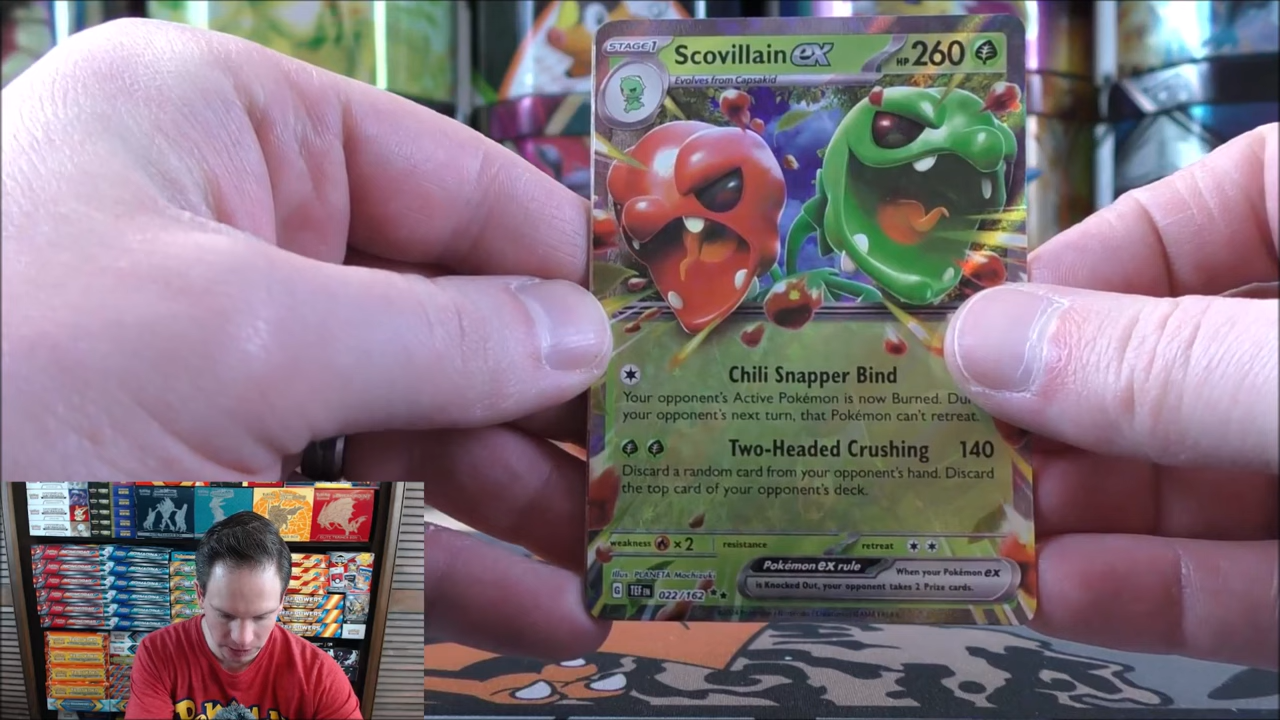 STAGE 1
Scovillain ex
HP 260
Evolves from Capsakid
Chili Snapper Bind
Your opponent's Active Pokémon is now Burned. Du
your opponent's next turn, that Pokémon can't retreat.
Two-Headed Crushing 140
Discard a random card from your opponent's hand. Discard
the top card of your opponent's deck.
weakness ×2 resistance retreat
Illus. PLANETA Mochizuki
Pokémon ex rule
When your Pokémon ex
is Knocked Out, your opponent takes 2 Prize cards.
G TEF EN 022/162